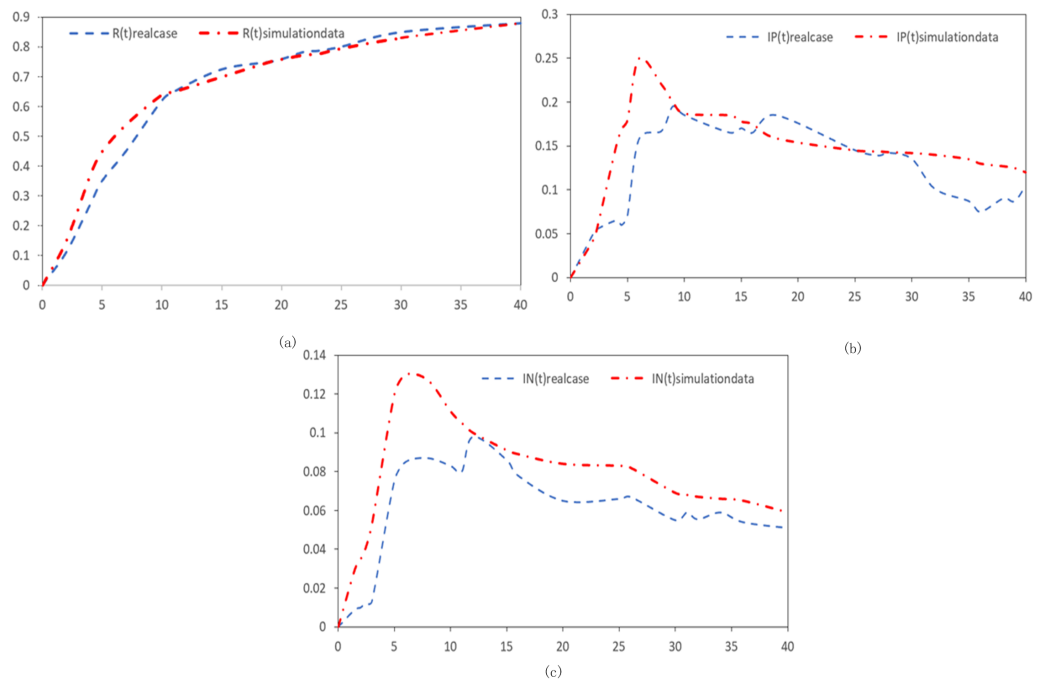 0.9
0.8
0.7
0.6
0.5
0.4
0.3
0.2
0.1
0
R(t)realcase R(t)simulationdata
0 5 10 15 20 25 30 35 40
(a)
0.3
0.25
0.2
0.15
0.1
0.05
0
IP(t)realcase IP(t)simulationdata
0 5 10 15 20 25 30 35 40
(b)
0.14
0.12
0.1
0.08
0.06
0.04
0.02
0
IN(t)realcase IN(t)simulationdata
0 5 10 15 20 25 30 35 40
(c)